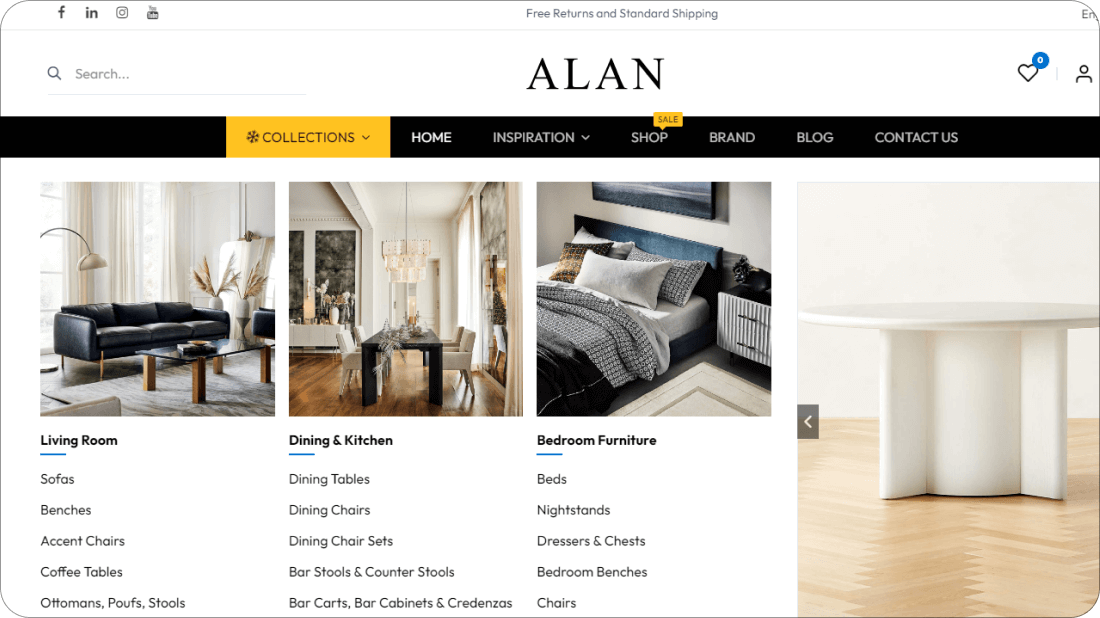 Free Returns and Standard Shipping
Search...
ALAN
0
SALE
COLLECTIONS HOME INSPIRATION SHOP BRAND BLOG CONTACT US
Living Room Dining & Kitchen Bedroom Furniture
Sofas Dining Tables Beds
Benches Dining Chairs Nightstands
Accent Chairs Dining Chair Sets Dressers & Chests
Coffee Tables Bar Stools & Counter Stools Bedroom Benches
Ottomans, Poufs, Stools Bar Carts, Bar Cabinets & Credenzas Chairs